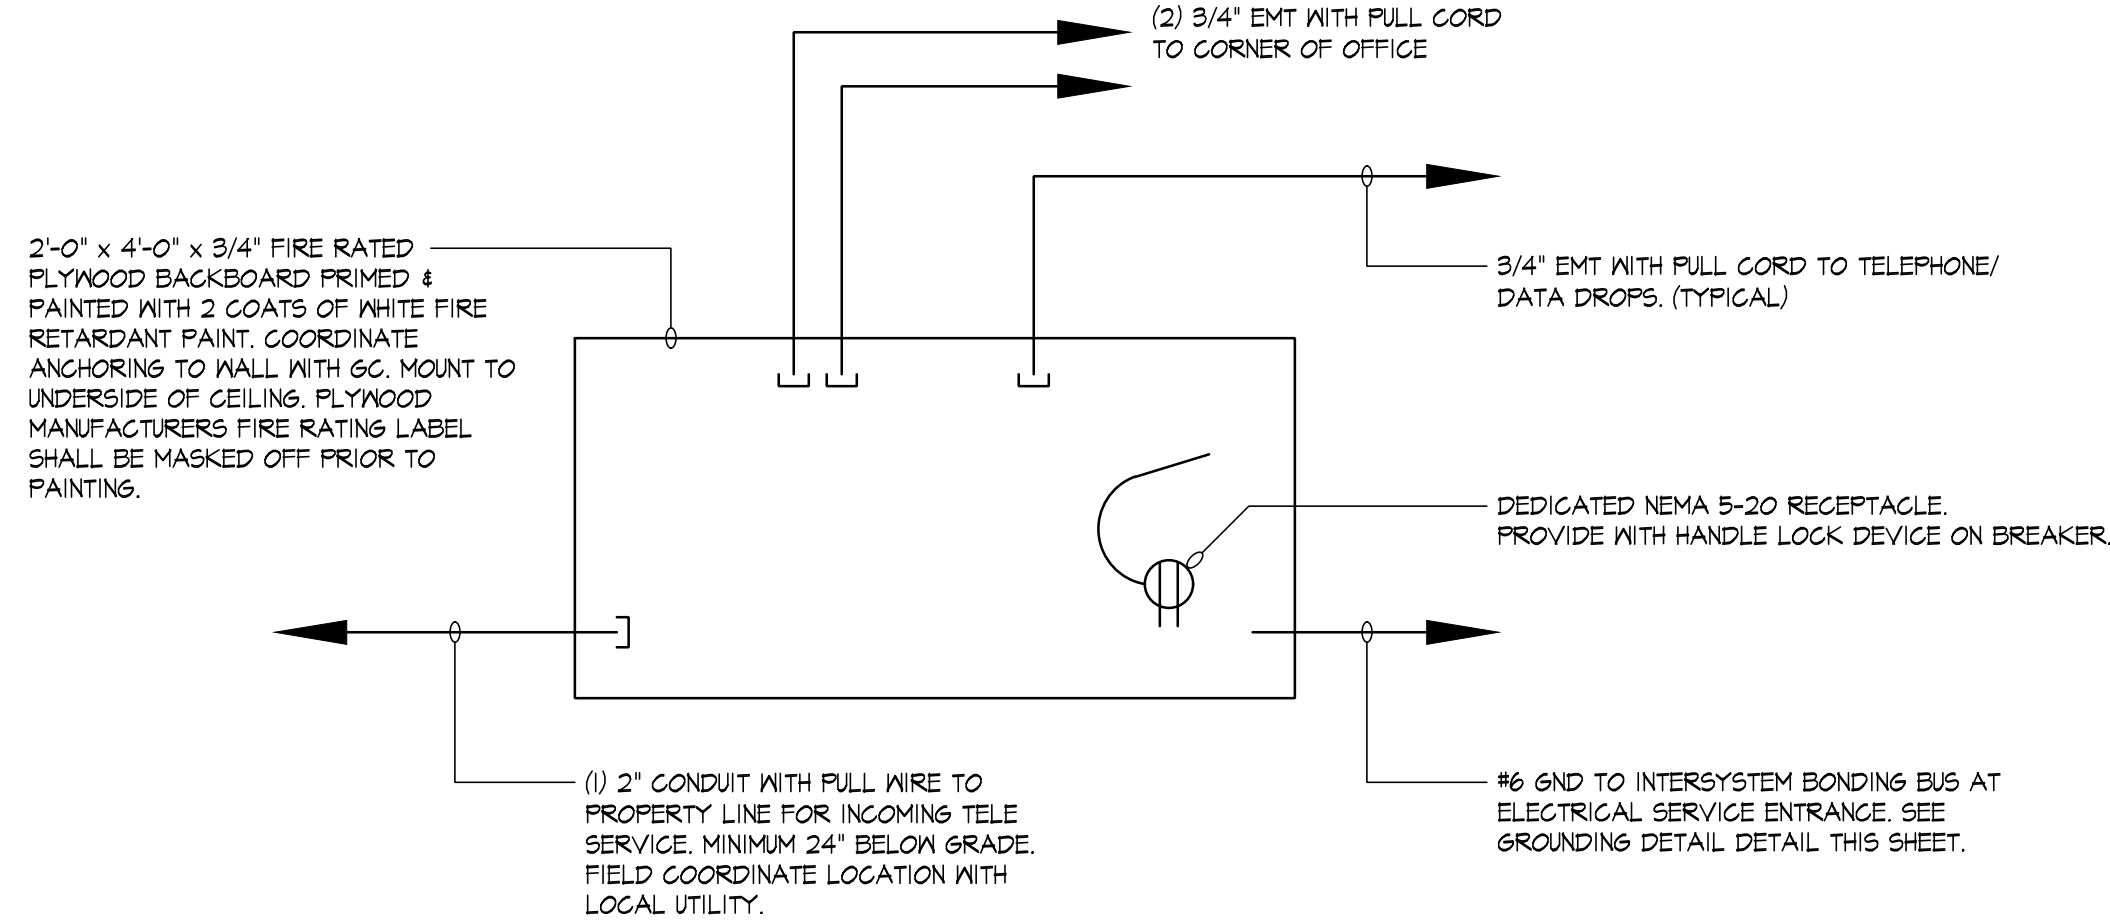 (2) 3/4" EMT WITH PULL CORD
TO CORNER OF OFFICE
2'-0" x 4'-0" x 3/4" FIRE RATED
PLYWOOD BACKBOARD PRIMED &
PAINTED WITH 2 COATS OF WHITE FIRE
RETARDANT PAINT. COORDINATE
ANCHORING TO WALL WITH GC. MOUNT TO
UNDERSIDE OF CEILING. PLYWOOD
MANUFACTURERS FIRE RATING LABEL
SHALL BE MASKED OFF PRIOR TO
PAINTING.
3/4" EMT WITH PULL CORD TO TELEPHONE/
DATA DROPS. (TYPICAL)
DEDICATED NEMA 5-20 RECEPTACLE.
PROVIDE WITH HANDLE LOCK DEVICE ON BREAKER.
(1) 2" CONDUIT WITH PULL WIRE TO
PROPERTY LINE FOR INCOMING TELE
SERVICE. MINIMUM 24" BELOW GRADE.
FIELD COORDINATE LOCATION WITH
LOCAL UTILITY.
#6 GND TO INTERSYSTEM BONDING BUS AT
ELECTRICAL SERVICE ENTRANCE. SEE
GROUNDING DETAIL DETAIL THIS SHEET.